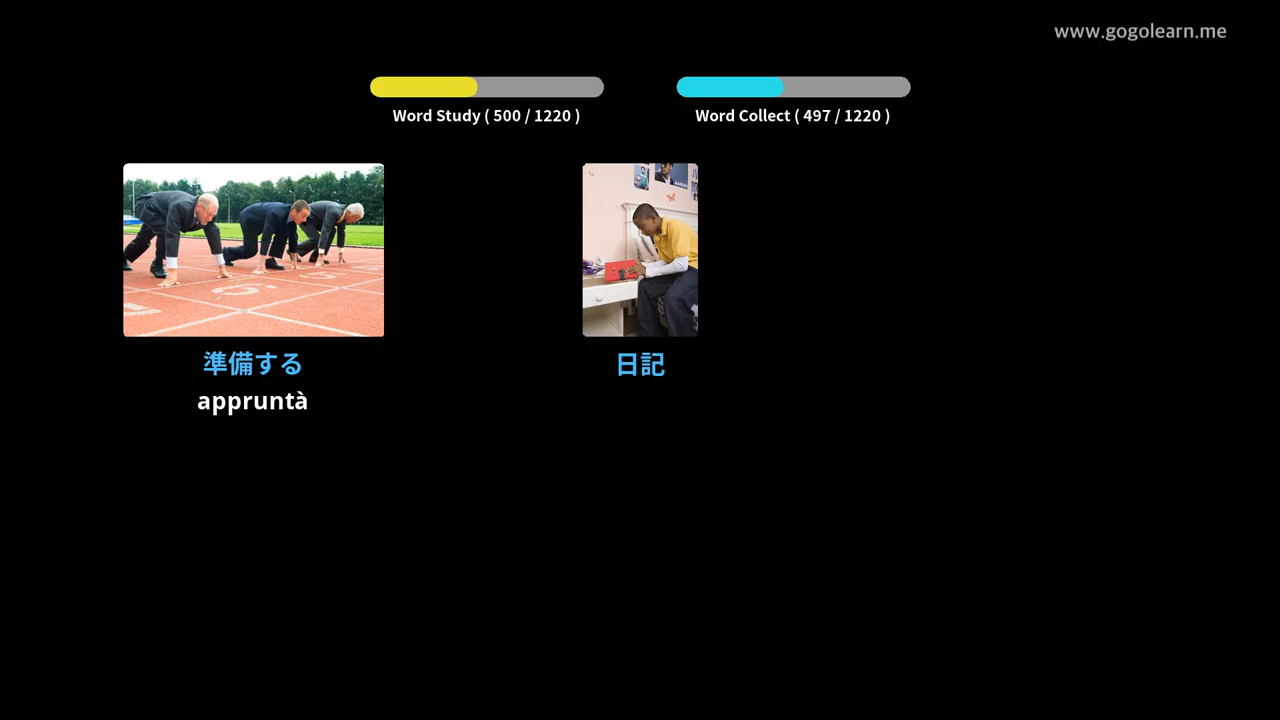 www.gogolearn.me
Word Study ( 500 / 1220 )
Word Collect ( 497 / 1220 )
準備する
appruntà
日記